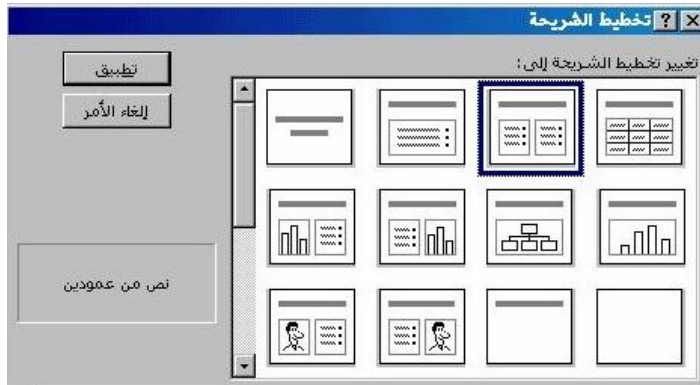 تخطيط الشريحة
تغيير تخطيط الشريحة إلى:
تطبيق
إلغاء الأمر
نص من عمودين